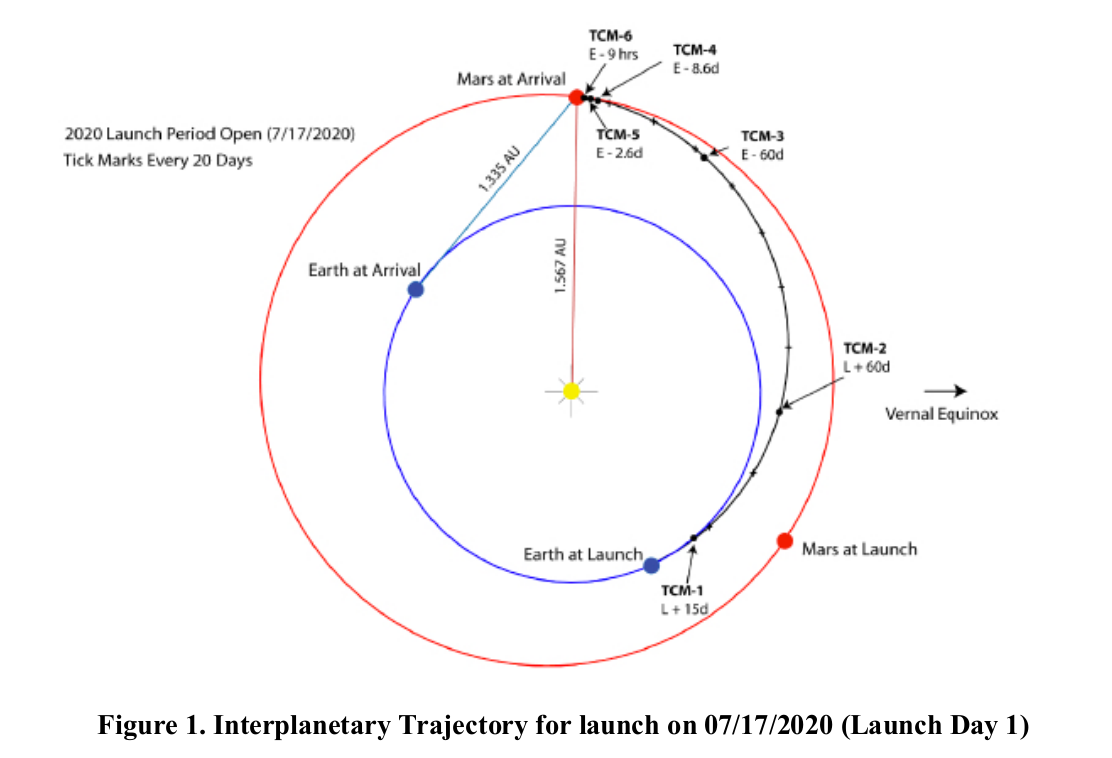 TCM-6
E - 9 hrs
TCM-4
E - 8.6d
Mars at Arrival
2020 Launch Period Open (7/17/2020)
Tick Marks Every 20 Days
TCM-5
E - 2.6d
TCM-3
E - 60d
1.335 AU
1.567 AU
Earth at Arrival
TCM-2
L + 60d
Vernal Equinox
Earth at Launch
Mars at Launch
TCM-1
L + 15d
Figure 1. Interplanetary Trajectory for launch on 07/17/2020 (Launch Day 1)